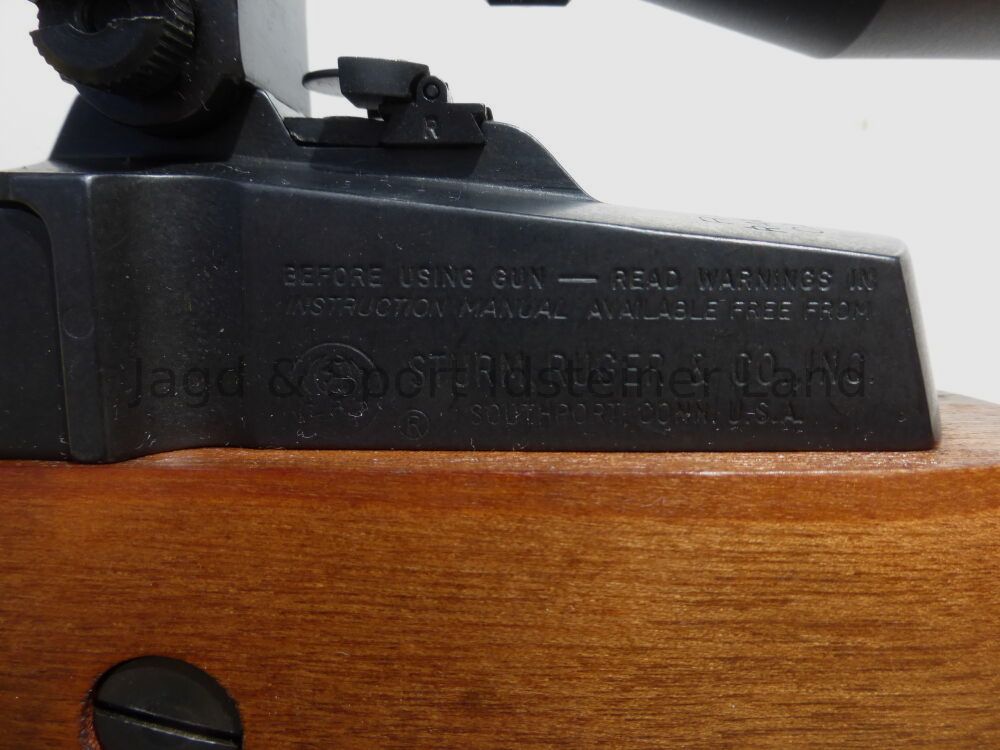 R
BEFORE USING GUN — READ WARNINGS IN
INSTRUCTION MANUAL AVAILABLE FREE FROM
STURM, RUGER & CO., INC.
® SOUTHPORT, CONN. U.S.A.
Jagd & Sport Idsteiner Land